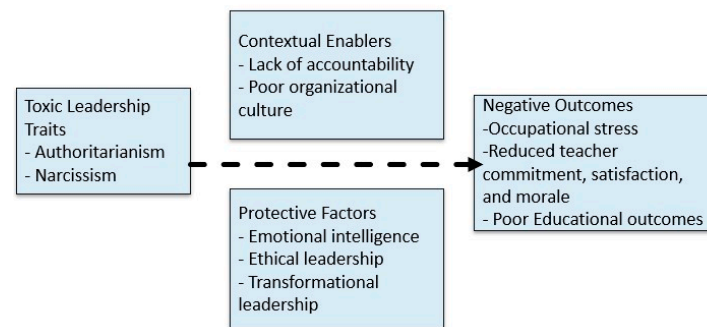 Contextual Enablers
- Lack of accountability
- Poor organizational
culture
Toxic Leadership
Traits
- Authoritarianism
- Narcissism
Negative Outcomes
-Occupational stress
-Reduced teacher
commitment, satisfaction,
and morale
- Poor Educational outcomes
Protective Factors
- Emotional intelligence
- Ethical leadership
- Transformational
leadership